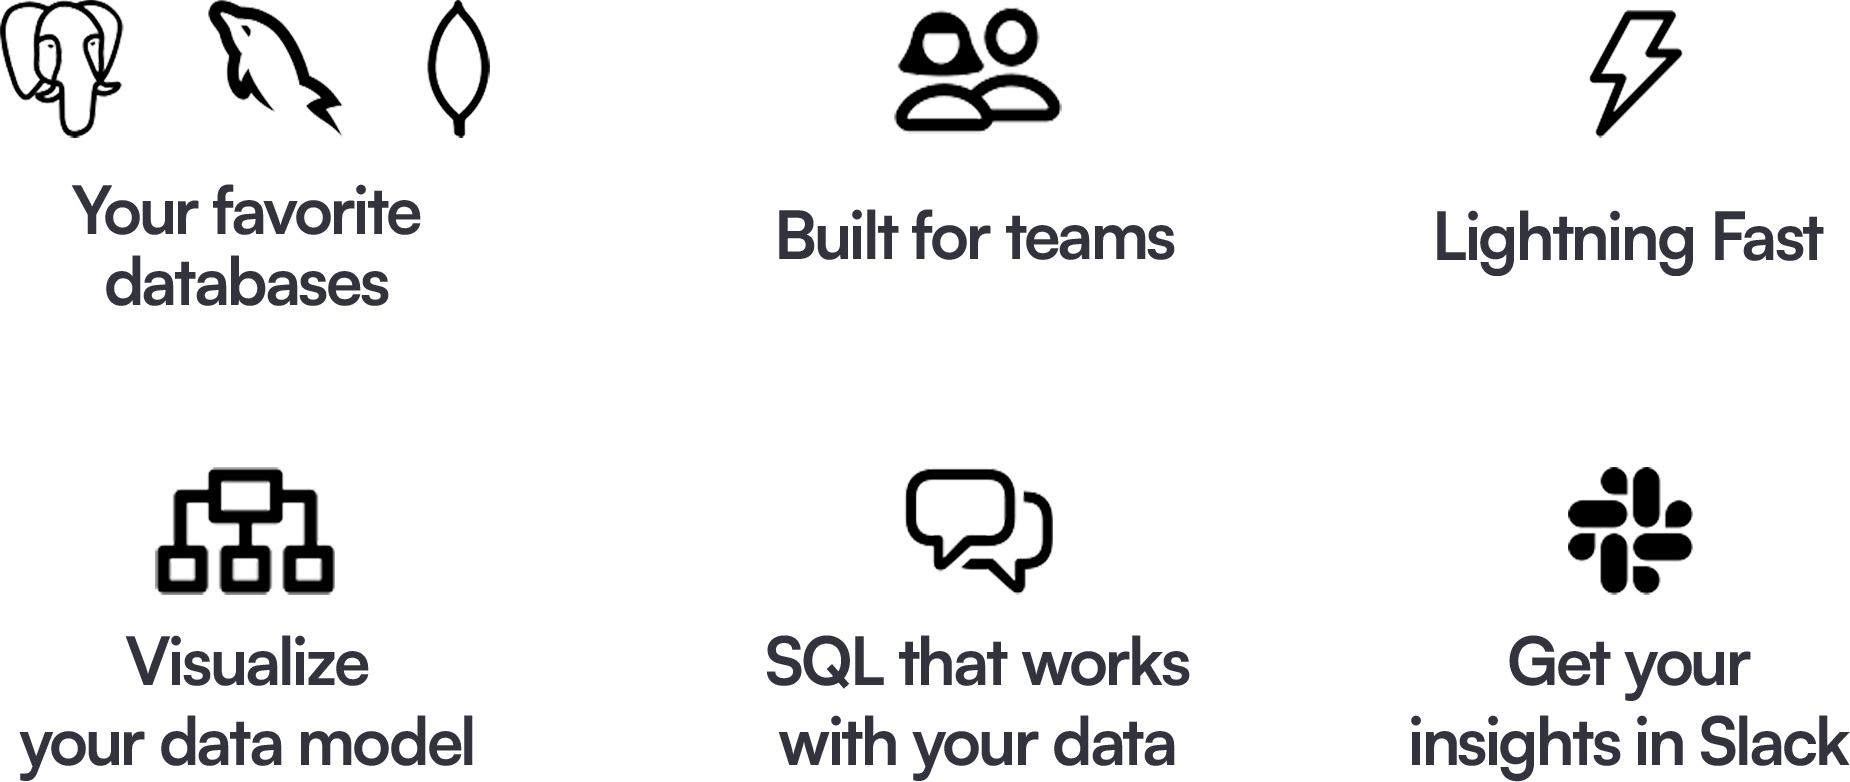 Your favorite
databases
Built for teams
Lightning Fast
Visualize
your data model
SQL that works
with your data
Get your
insights in Slack